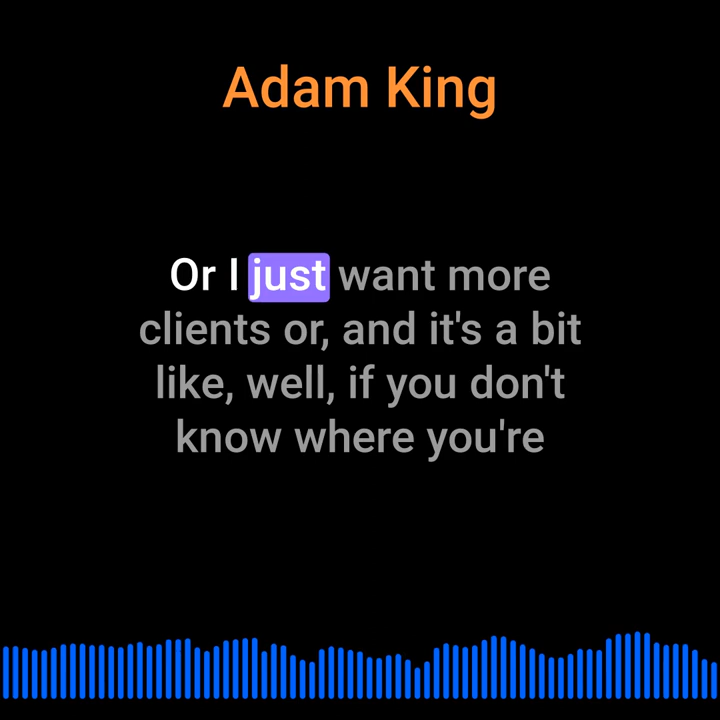 Adam King
Or I just want more
clients or, and it's a bit
like, well, if you don't
know where you're